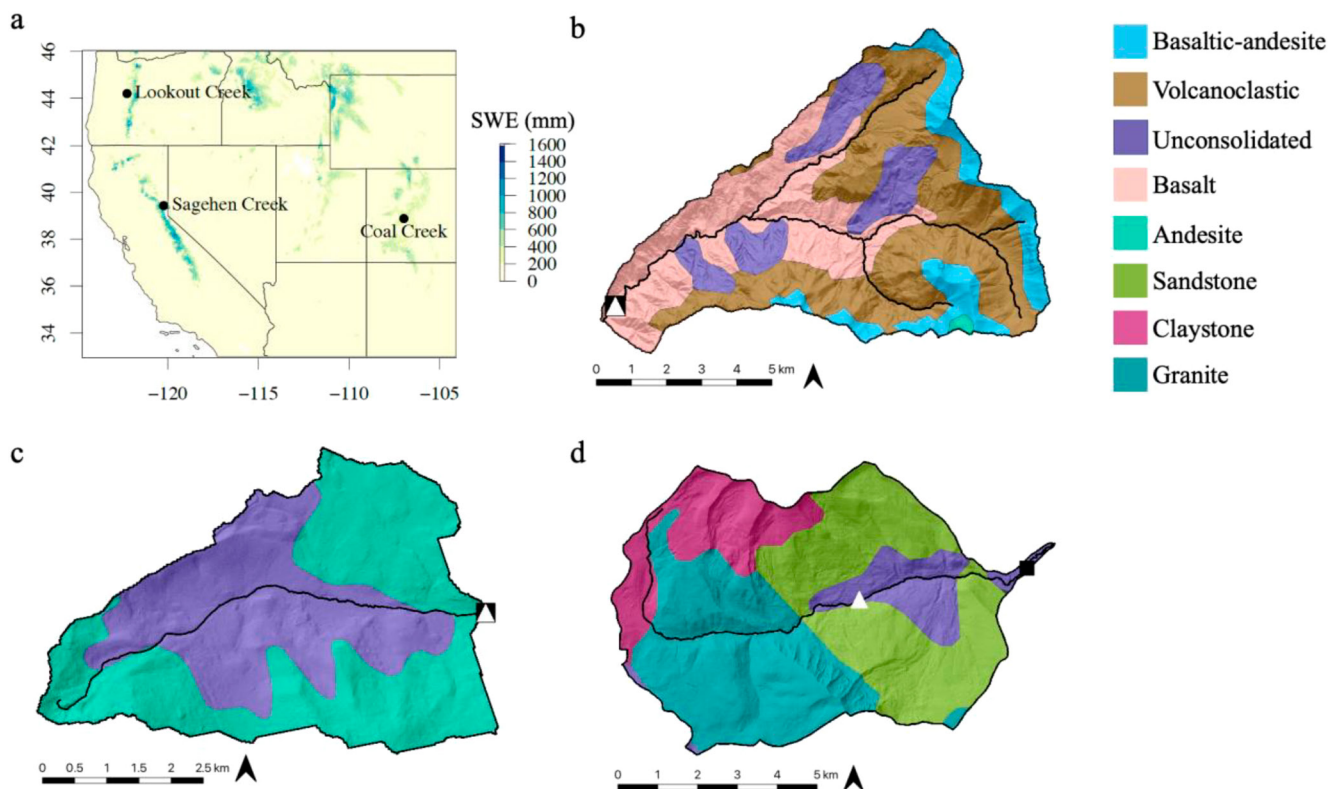 a
46
44
42
40
38
36
34
−120
−115
−110
−105
Lookout Creek
Sagehen Creek
Coal Creek
SWE (mm)
1600
1400
1200
1000
800
600
400
200
0
b
0 1 2 3 4 5 km
Basaltic-andesite
Volcanoclastic
Unconsolidated
Basalt
Andesite
Sandstone
Claystone
Granite
c
0 0.5 1 1.5 2 2.5 km
d
0 1 2 3 4 5 km